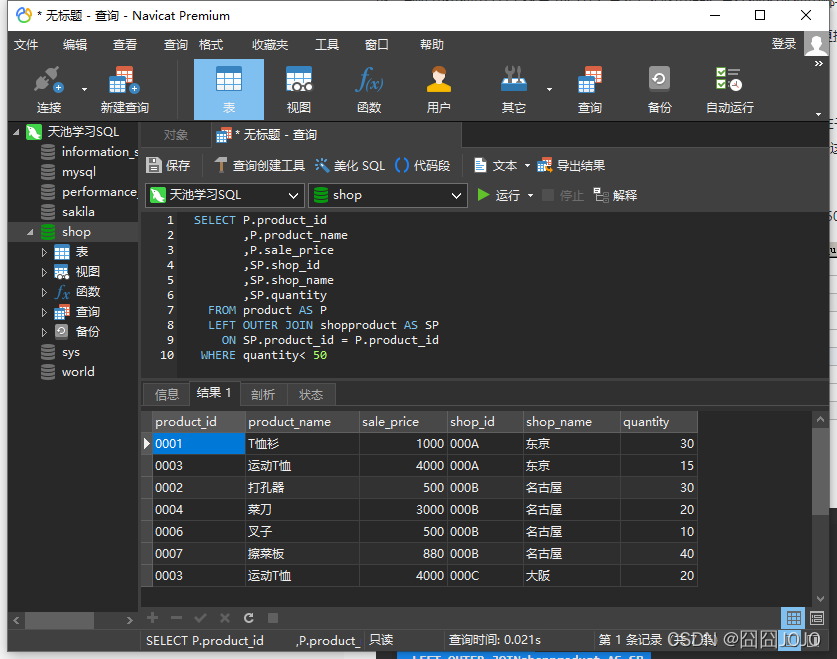 * 无标题 - 查询 - Navicat Premium
文件 编辑 查看 查询 格式 收藏夹 工具 窗口 帮助 登录
连接 新建查询 表 视图 函数 用户 其它 查询 备份 自动运行
天池学习SQL
information_s
mysql
performance_
sakila
shop
表
视图
函数
查询
备份
sys
world
对象 * 无标题 - 查询
保存 查询创建工具 美化 SQL 代码段 文本 导出结果
天池学习SQL shop 运行 停止 解释
1 SELECT P.product_id
2 ,P.product_name
3 ,P.sale_price
4 ,SP.shop_id
5 ,SP.shop_name
6 ,SP.quantity
7 FROM product AS P
8 LEFT OUTER JOIN shopproduct AS SP
9 ON SP.product_id = P.product_id
10 WHERE quantity< 50
信息 结果 1 剖析 状态
product_id product_name sale_price shop_id shop_name quantity
0001 T恤衫 1000 000A 东京 30
0003 运动T恤 4000 000A 东京 15
0002 打孔器 500 000B 名古屋 30
0004 菜刀 3000 000B 名古屋 20
0006 叉子 500 000B 名古屋 10
0007 擦菜板 880 000B 名古屋 40
0003 运动T恤 4000 000C 大阪 20
SELECT P.product_id ,P.product_ 只读 查询时间: 0.021s 第 1 条记录
CSDN @囧囧JOJO